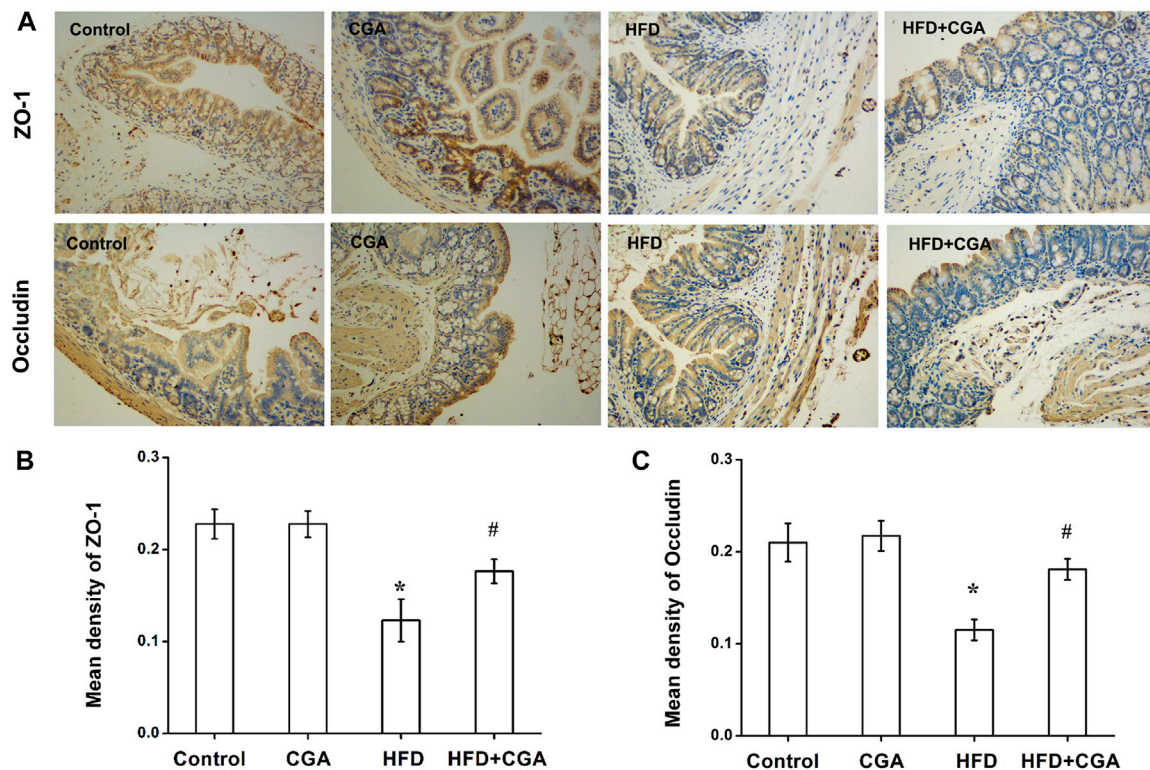 A
ZO-1
Control
CGA
HFD
HFD+CGA
Occludin
Control
CGA
HFD
HFD+CGA
B
Mean density of ZO-1
0.3
0.2
0.1
0.0
*
#
Control CGA HFD HFD+CGA
C
Mean density of Occludin
0.3
0.2
0.1
0.0
*
#
Control CGA HFD HFD+CGA